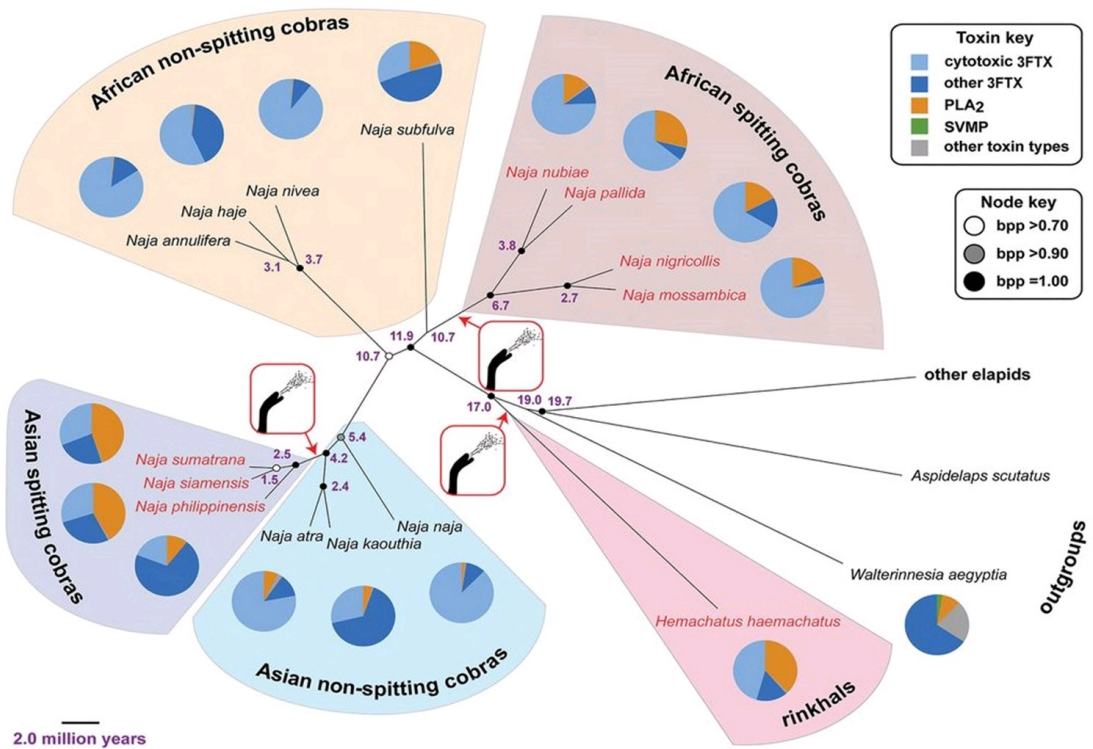 African non-spitting cobras
Naja subfulva
Naja nivea
Naja haje
Naja annulifera
3.1
3.7
African spitting cobras
Naja nubiae
Naja pallida
3.8
Naja nigricollis
Naja mossambica
6.7
2.7
Toxin key
cytotoxic 3FTX
other 3FTX
PLA2
SVMP
other toxin types
Node key
bpp >0.70
bpp >0.90
bpp =1.00
11.9
10.7
10.7
17.0
19.0
19.7
other elapids
Aspidelaps scutatus
Walterinnesia aegyptia
outgroups
Hemachatus haemachatus
rinkhals
Asian spitting cobras
Naja sumatrana
Naja siamensis
Naja philippinensis
2.5
1.5
5.4
4.2
2.4
Naja atra
Naja kaouthia
Naja naja
Asian non-spitting cobras
2.0 million years